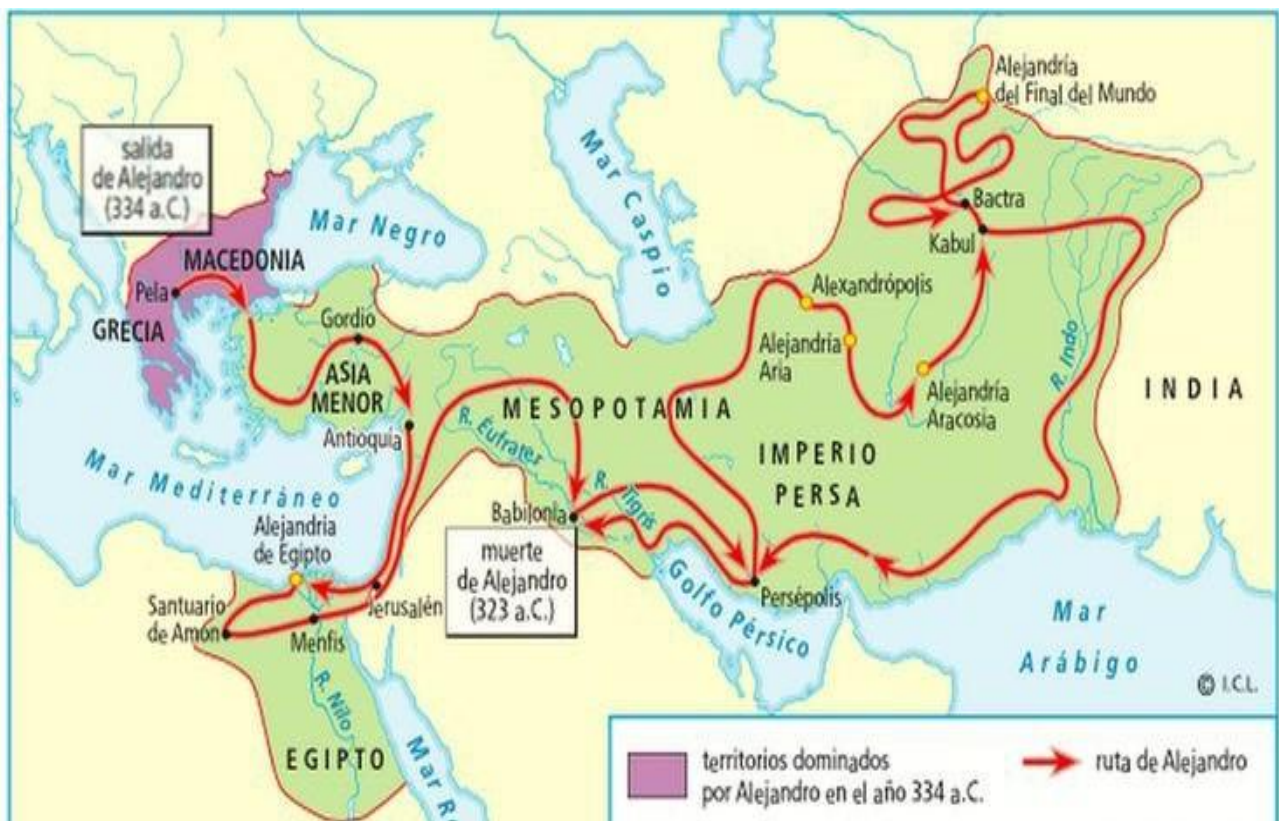 salida
de Alejandro
(334 a.C.)
Mar Negro
MACEDONIA
Pela
GRECIA
Gordio
ASIA
MENOR
Antioquía
Mar Mediterráneo
Alejandría
de Egipto
Santuario
de Amón
Menfis
Jerusalén
R. Nilo
EGIPTO
Mar
Mar Caspio
MESOPOTAMIA
R. Eufrates
R. Tigris
Babilonia
muerte
de Alejandro
(323 a.C.)
Golfo Pérsico
Persépolis
IMPERIO
PERSA
Alexandrópolis
Alejandría
Aria
Alejandría
Aracosia
Kabul
Bactra
Alejandría
del Final del Mundo
R. Indo
INDIA
Mar
Arábigo
© I.C.L.
territorios dominados
por Alejandro en el año 334 a.C.
ruta de Alejandro